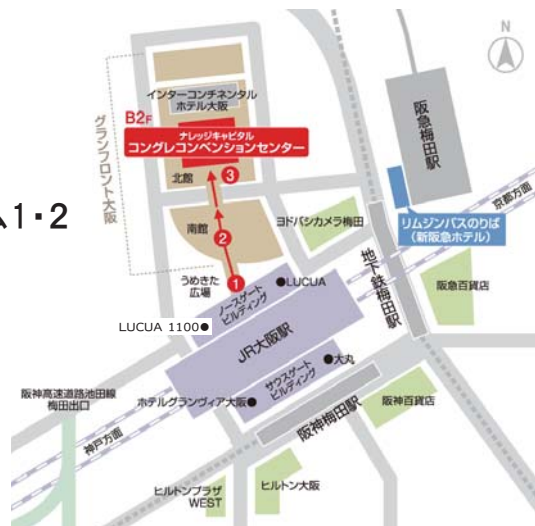 N
インターコンチネンタル
ホテル大阪
B2F
ナレッジキャピタル
コングレコンベンションセンター
グランフロント大阪
北館
3
1・2
南館
2
うめきた
広場
1
ヨドバシカメラ梅田
阪急梅田駅
リムジンバスのりば
(新阪急ホテル)
京都方面
地下鉄梅田駅
阪急百貨店
ノースゲート
ビルディング
●LUCUA
LUCUA 1100●
JR大阪駅
サウスゲート
ビルディング
●大丸
ホテルグランヴィア大阪●
阪神高速道路池田線
梅田出口
神戸方面
阪神梅田駅
阪神百貨店
ヒルトンプラザ
WEST
ヒルトン大阪